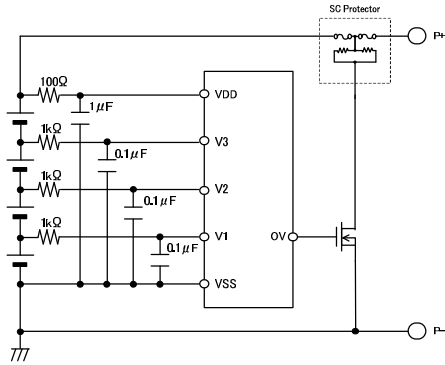 SC Protector
P+
100Ω
VDD
1μF
1kΩ
V3
0.1μF
1kΩ
V2
0.1μF
1kΩ
V1
OV
0.1μF
VSS
P−